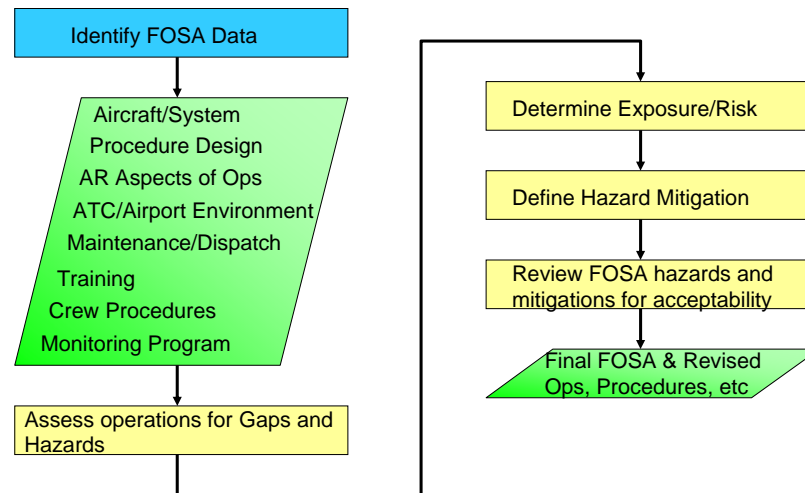 Identify FOSA Data
Aircraft/System
Procedure Design
AR Aspects of Ops
ATC/Airport Environment
Maintenance/Dispatch
Training
Crew Procedures
Monitoring Program
Assess operations for Gaps and
Hazards
Determine Exposure/Risk
Define Hazard Mitigation
Review FOSA hazards and
mitigations for acceptability
Final FOSA & Revised
Ops, Procedures, etc